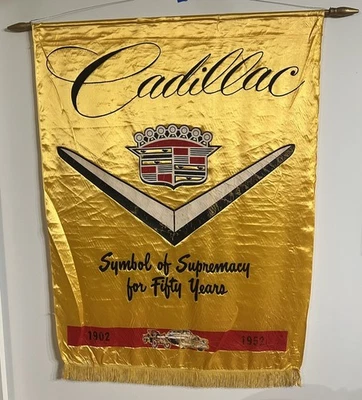 Cadillac
Symbol of Supremacy
for Fifty Years
1902 1952